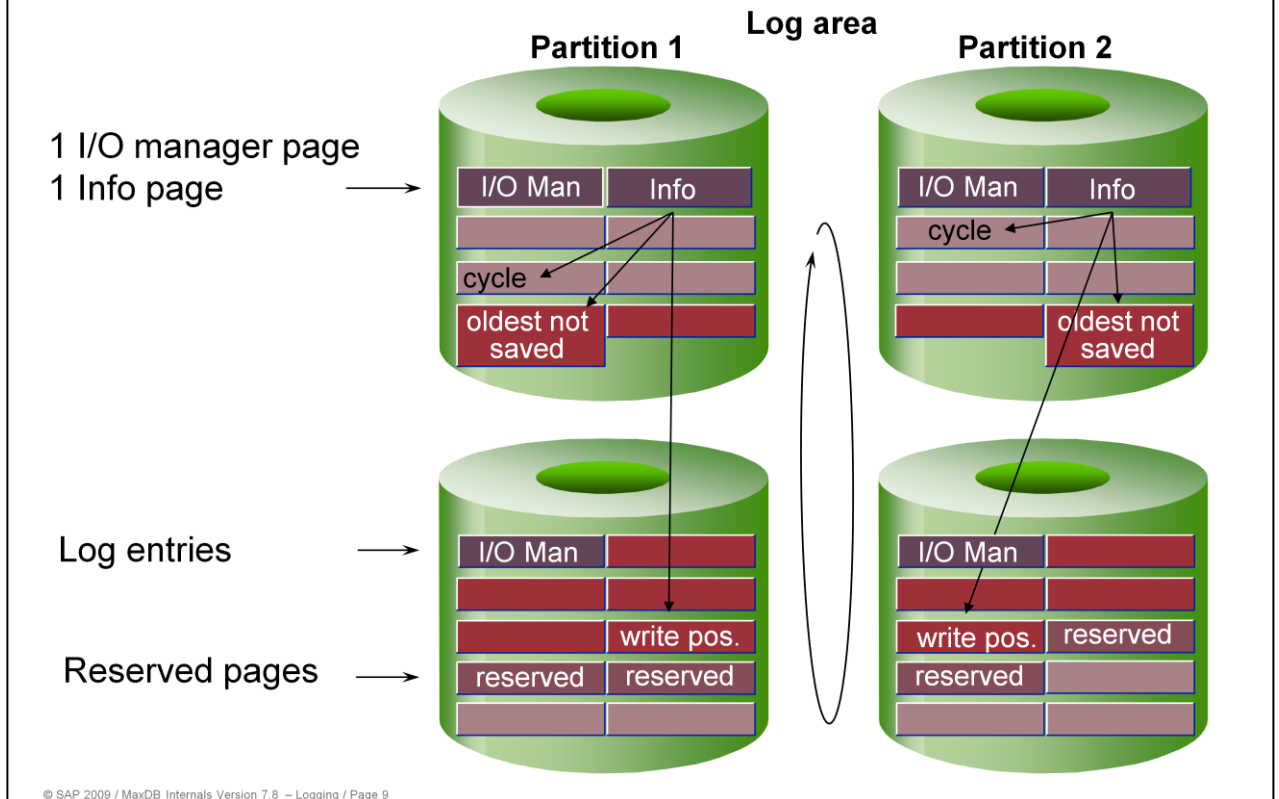 Log area
Partition 1
Partition 2
1 I/O manager page
1 Info page
I/O Man
Info
cycle
oldest not
saved
I/O Man
Info
cycle
oldest not
saved
Log entries
Reserved pages
I/O Man
write pos.
reserved
reserved
I/O Man
write pos.
reserved
reserved
© SAP 2009 / MaxDB Internals Version 7.8 – Logging / Page 9